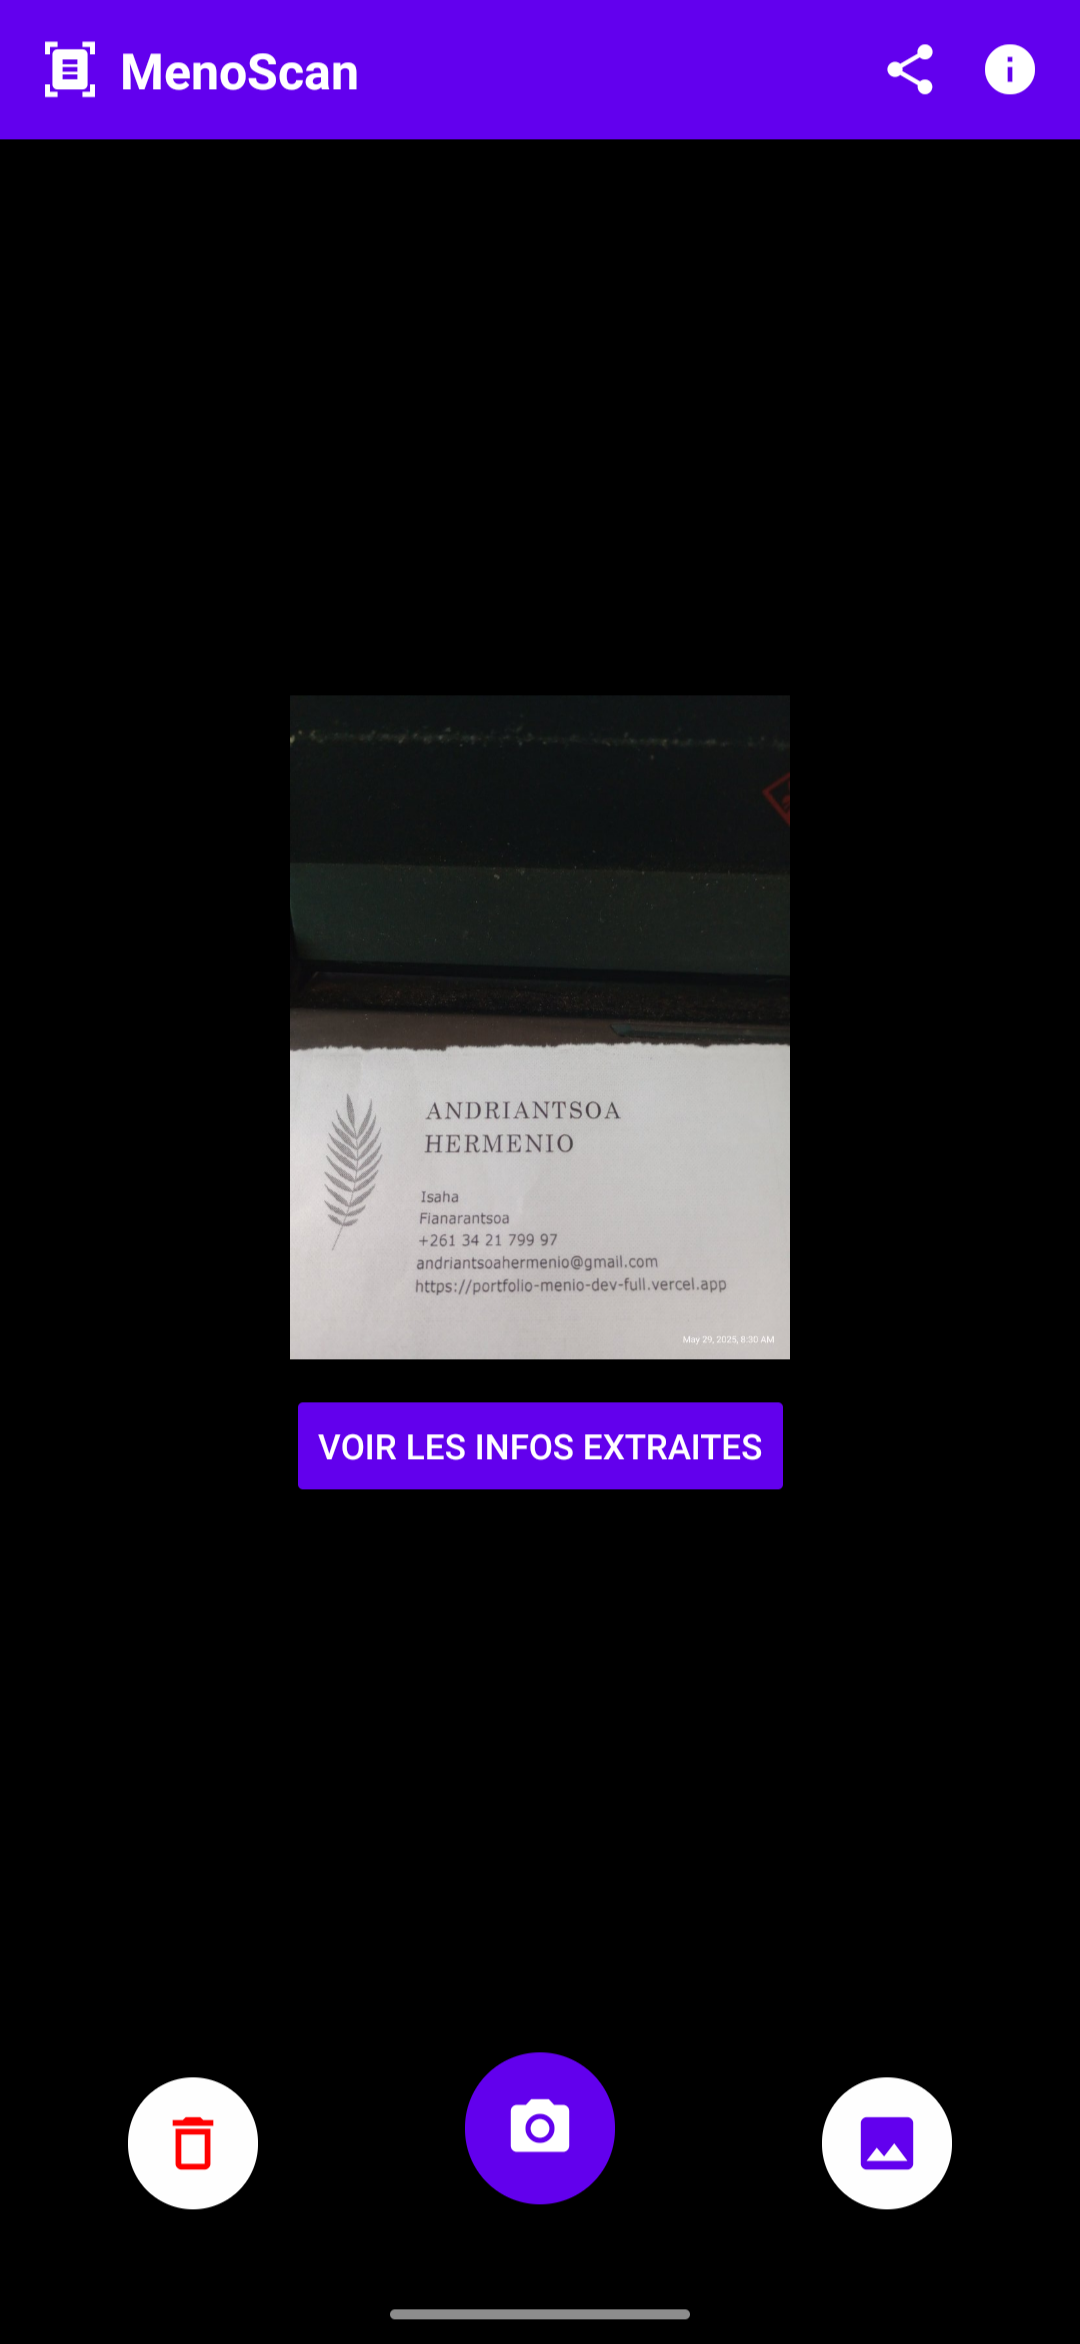 MenoScan
ANDRIANTSOA
HERMENIO
Isaha
Fianarantsoa
+261 34 21 799 97
andriantsoahermenio@gmail.com
https://portfolio-menio-dev-full.vercel.app
May 29, 2025, 8:30 AM
VOIR LES INFOS EXTRAITES